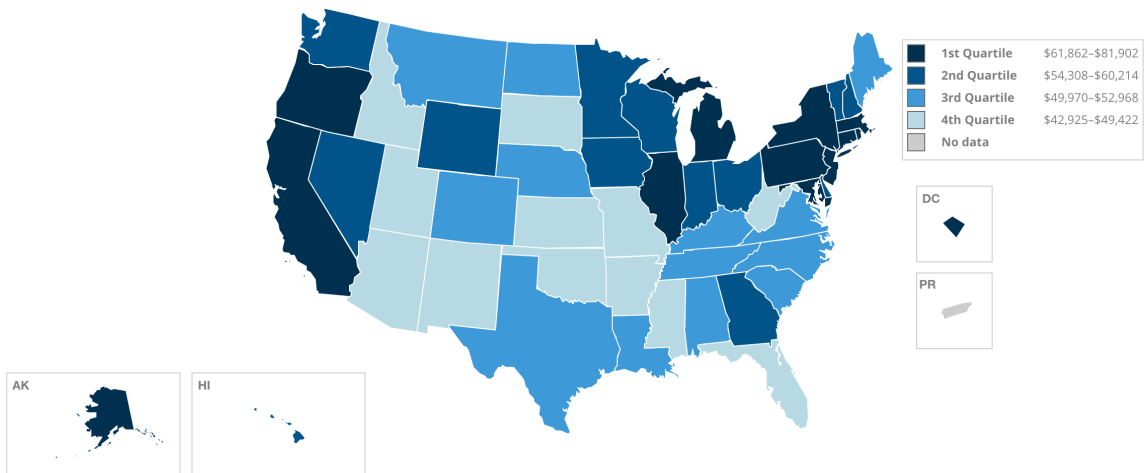 1st Quartile $61,862–$81,902
2nd Quartile $54,308–$60,214
3rd Quartile $49,970–$52,968
4th Quartile $42,925–$49,422
No data
DC
PR
AK
HI